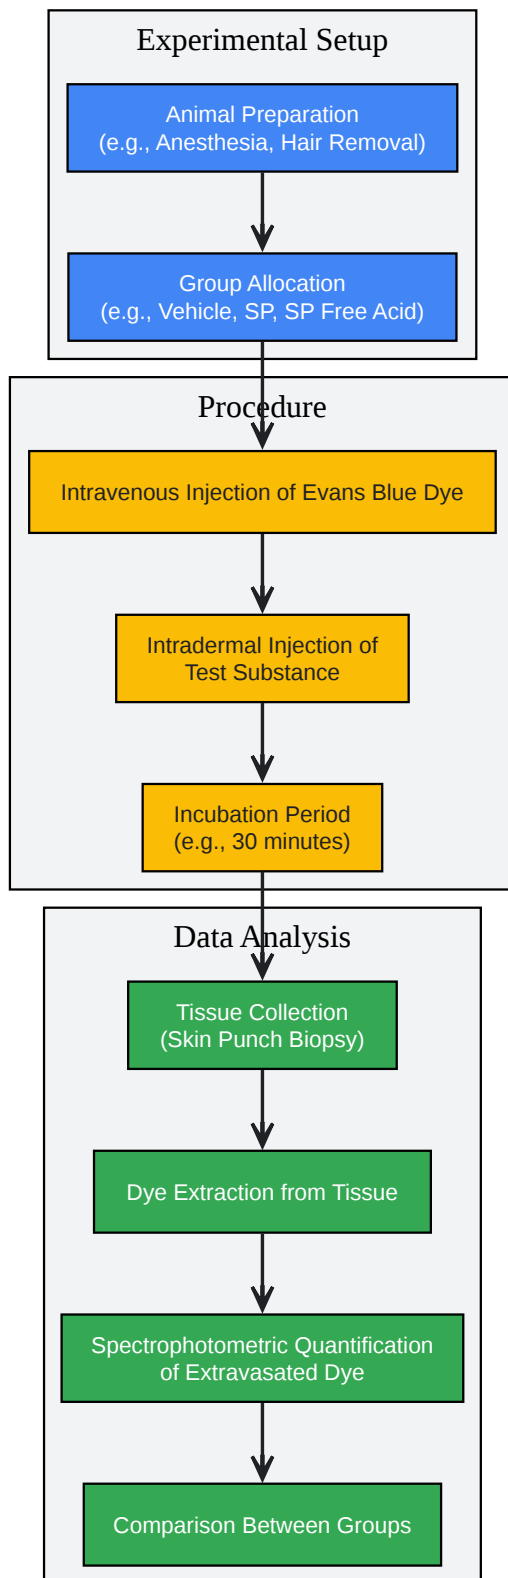 Experimental Setup
Animal Preparation
(e.g., Anesthesia, Hair Removal)
Group Allocation
(e.g., Vehicle, SP, SP Free Acid)
Procedure
Intravenous Injection of Evans Blue Dye
Intradermal Injection of
Test Substance
Incubation Period
(e.g., 30 minutes)
Data Analysis
Tissue Collection
(Skin Punch Biopsy)
Dye Extraction from Tissue
Spectrophotometric Quantification
of Extravasated Dye
Comparison Between Groups